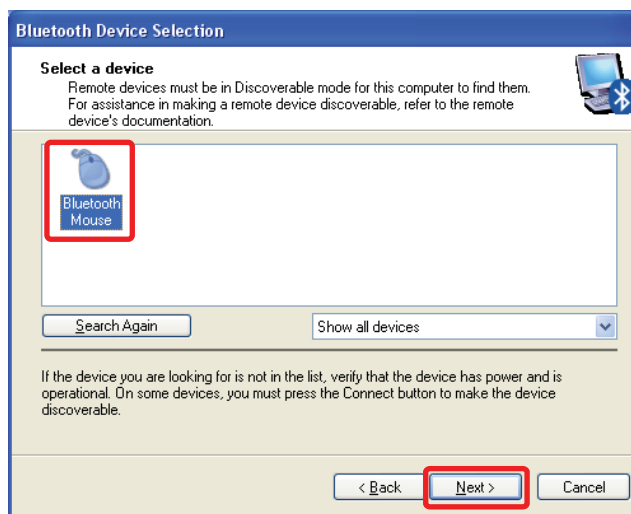 Bluetooth Device Selection
Select a device
Remote devices must be in Discoverable mode for this computer to find them.
For assistance in making a remote device discoverable, refer to the remote
device's documentation.
Bluetooth
Mouse
Search Again
Show all devices
If the device you are looking for is not in the list, verify that the device has power and is
operational. On some devices, you must press the Connect button to make the device
discoverable.
< Back
Next >
Cancel